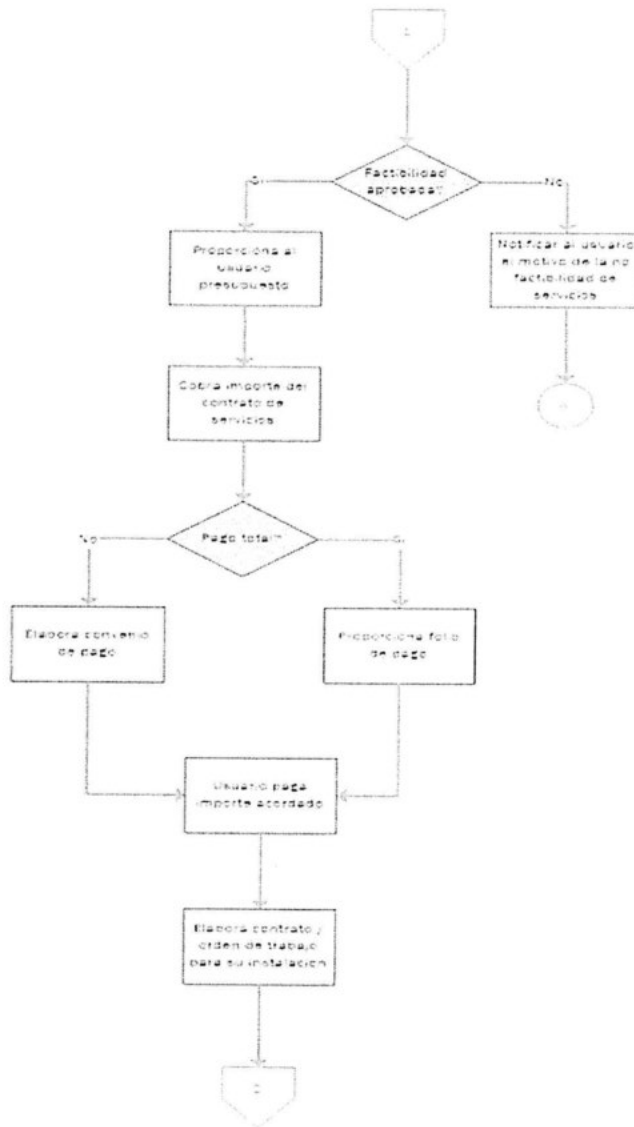 Factibilidad
aprobada?
Si
No
Proporciona al
usuario
presupuesto
Notificar al usuario
el motivo de la no
factibilidad de
servicios
Cobra importe del
contrato de
servicios
Pago total?
No
Si
Elabora convenio
de pago
Proporciona folio
de pago
Usuario paga
importe acordado
Elabora contrato y
orden de trabajo
para su instalacion